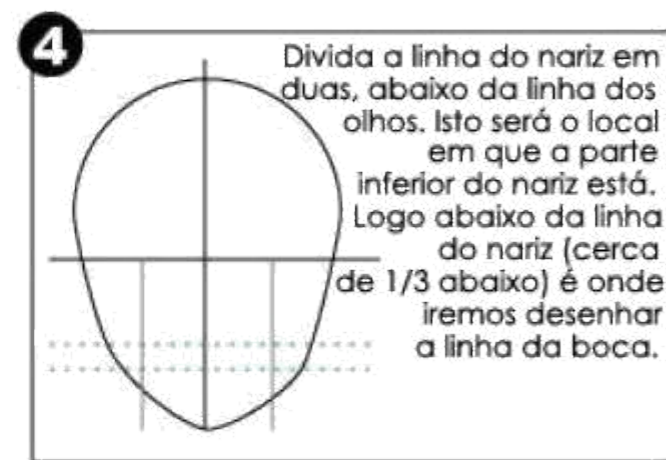 4
Divida a linha do nariz em
duas, abaixo da linha dos
olhos. Isto será o local
em que a parte
inferior do nariz está.
Logo abaixo da linha
do nariz (cerca
de 1/3 abaixo) é onde
iremos desenhar
a linha da boca.